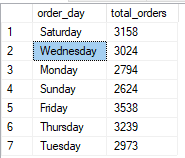 order_day total_orders
1 Saturday 3158
2 Wednesday 3024
3 Monday 2794
4 Sunday 2624
5 Friday 3538
6 Thursday 3239
7 Tuesday 2973